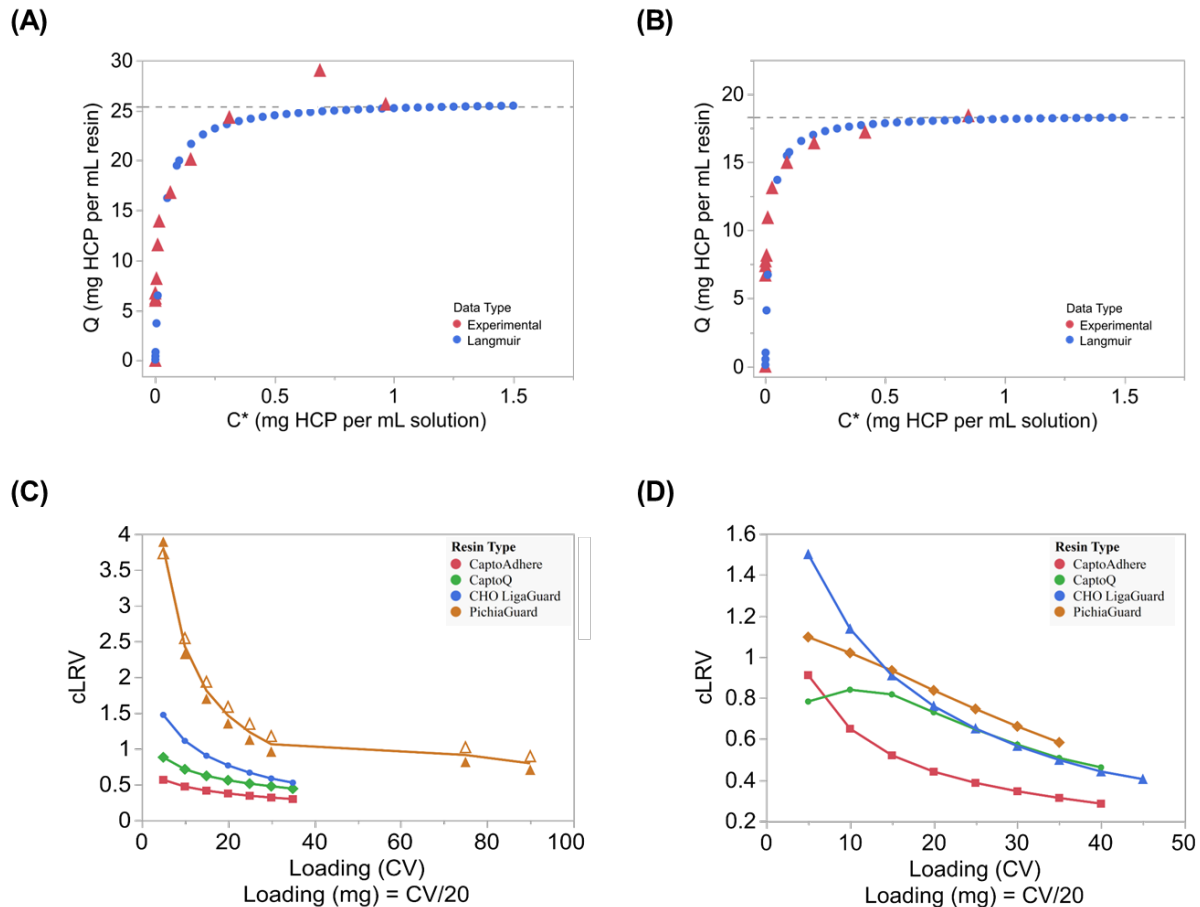 (A)
Q (mg HCP per mL resin)
30
25
20
15
10
5
0
0
0.5
1
1.5
C* (mg HCP per mL solution)
Data Type
Experimental
Langmuir
(B)
Q (mg HCP per mL resin)
20
15
10
5
0
0
0.5
1
1.5
C* (mg HCP per mL solution)
Data Type
Experimental
Langmuir
(C)
cLRV
4
3.5
3
2.5
2
1.5
1
0.5
0
0
20
40
60
80
100
Loading (CV)
Loading (mg) = CV/20
Resin Type
CaptoAdhere
CaptoQ
CHO LigaGuard
PichiaGuard
(D)
cLRV
1.6
1.4
1.2
1
0.8
0.6
0.4
0.2
0
10
20
30
40
50
Loading (CV)
Loading (mg) = CV/20
Resin Type
CaptoAdhere
CaptoQ
CHO LigaGuard
PichiaGuard